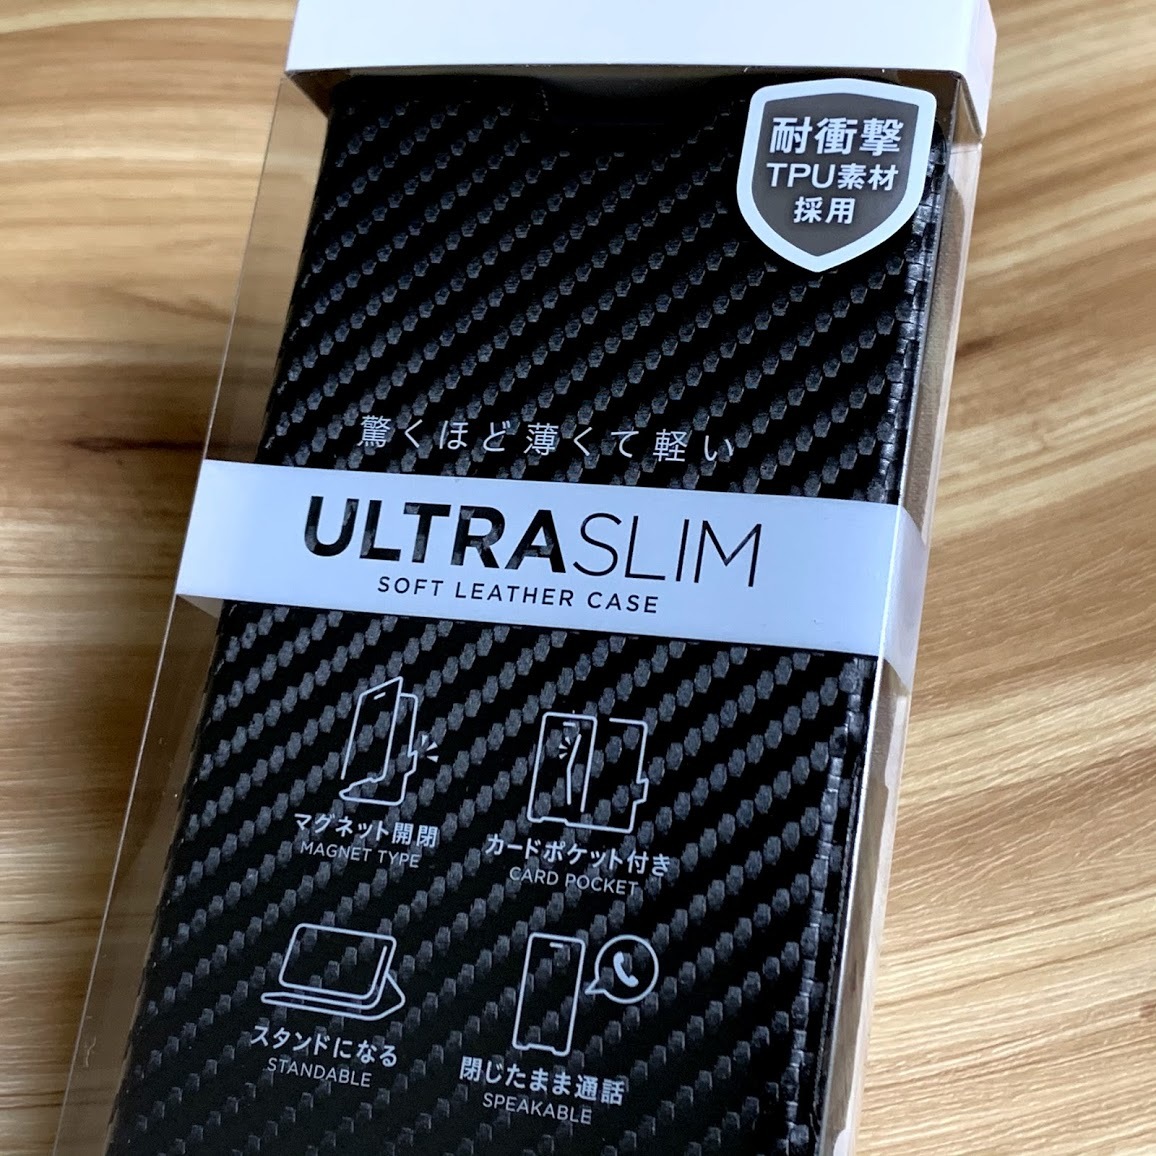 耐衝撃
TPU素材
採用
驚くほど薄くて軽い
ULTRASLIM
SOFT LEATHER CASE
マグネット開閉
MAGNET TYPE
カードポケット付き
CARD POCKET
スタンドになる
STANDABLE
閉じたまま通話
SPEAKABLE